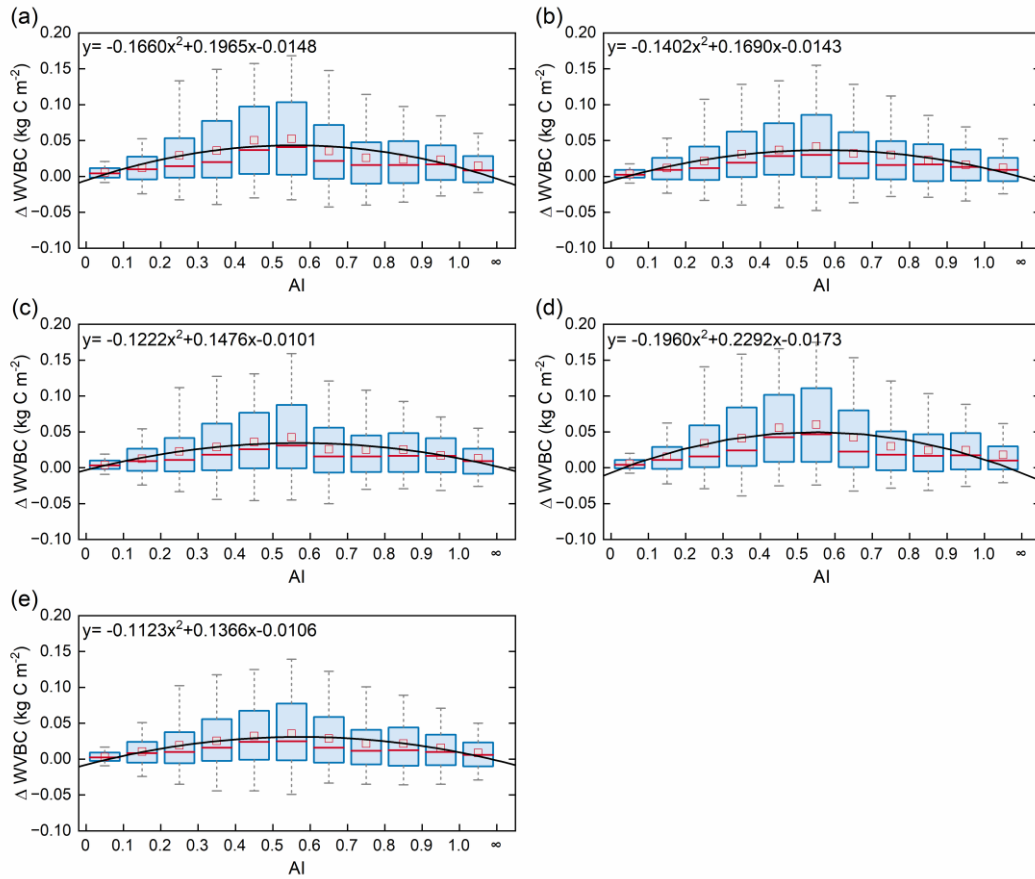 (a)
y= -0.1660x²+0.1965x-0.0148
0.20
0.15
0.10
0.05
0.00
−0.05
−0.10
Δ WVBC (kg C m⁻²)
0 0.1 0.2 0.3 0.4 0.5 0.6 0.7 0.8 0.9 1.0 ∞
AI
(b)
y= -0.1402x²+0.1690x-0.0143
0.20
0.15
0.10
0.05
0.00
−0.05
−0.10
Δ WVBC (kg C m⁻²)
0 0.1 0.2 0.3 0.4 0.5 0.6 0.7 0.8 0.9 1.0 ∞
AI
(c)
y= -0.1222x²+0.1476x-0.0101
0.20
0.15
0.10
0.05
0.00
−0.05
−0.10
Δ WVBC (kg C m⁻²)
0 0.1 0.2 0.3 0.4 0.5 0.6 0.7 0.8 0.9 1.0 ∞
AI
(d)
y= -0.1960x²+0.2292x-0.0173
0.20
0.15
0.10
0.05
0.00
−0.05
−0.10
Δ WVBC (kg C m⁻²)
0 0.1 0.2 0.3 0.4 0.5 0.6 0.7 0.8 0.9 1.0 ∞
AI
(e)
y= -0.1123x²+0.1366x-0.0106
0.20
0.15
0.10
0.05
0.00
−0.05
−0.10
Δ WVBC (kg C m⁻²)
0 0.1 0.2 0.3 0.4 0.5 0.6 0.7 0.8 0.9 1.0 ∞
AI